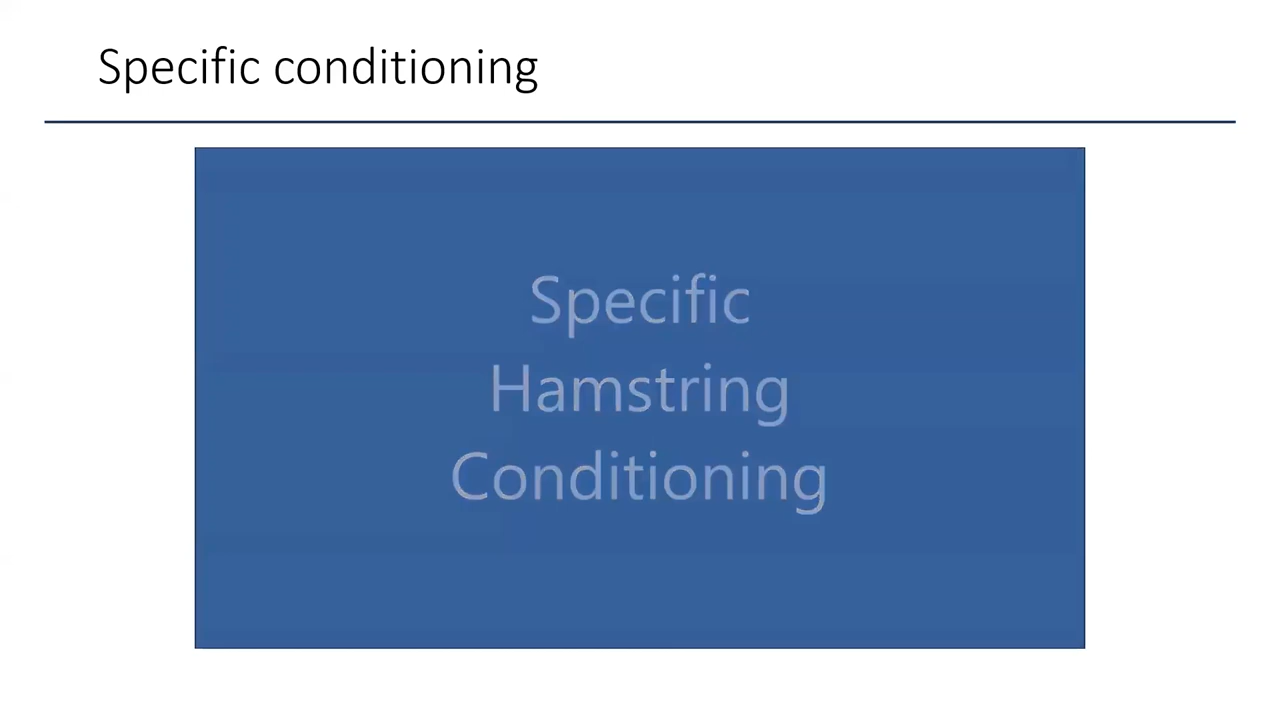 Specific conditioning
Specific
Hamstring
Conditioning